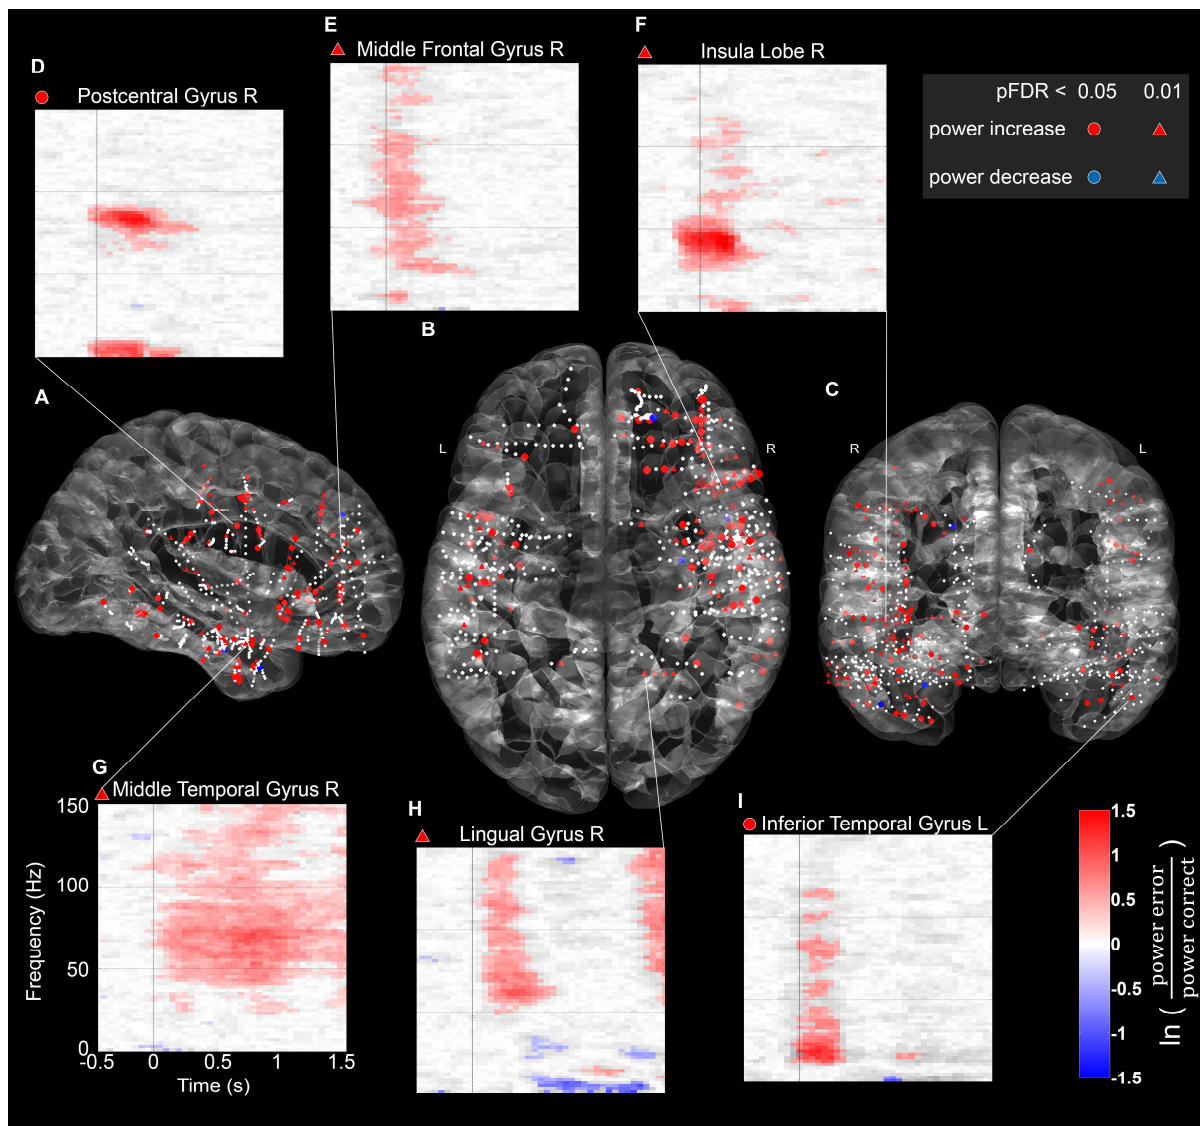 E
F
Middle Frontal Gyrus R
Insula Lobe R
D
Postcentral Gyrus R
pFDR < 0.05 0.01
power increase
power decrease
B
A
C
L
R
R
L
G
Middle Temporal Gyrus R
H
Lingual Gyrus R
I
Inferior Temporal Gyrus L
150
100
50
0
Frequency (Hz)
-0.5 0 0.5 1 1.5
Time (s)
1.5
1
0.5
0
-0.5
-1
-1.5
ln ( power error
power correct )